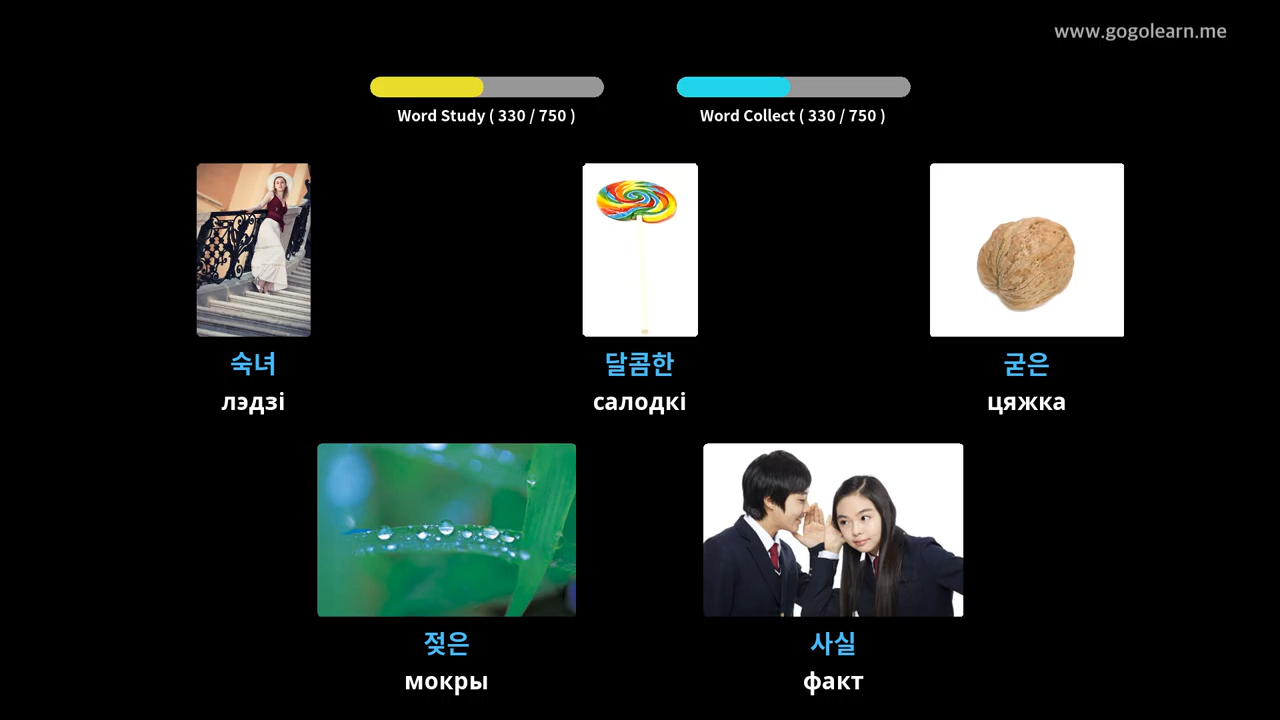 www.gogolearn.me
Word Study ( 330 / 750 )
Word Collect ( 330 / 750 )
숙녀
лэдзі
달콤한
салодкі
굳은
цяжка
젖은
мокры
사실
факт